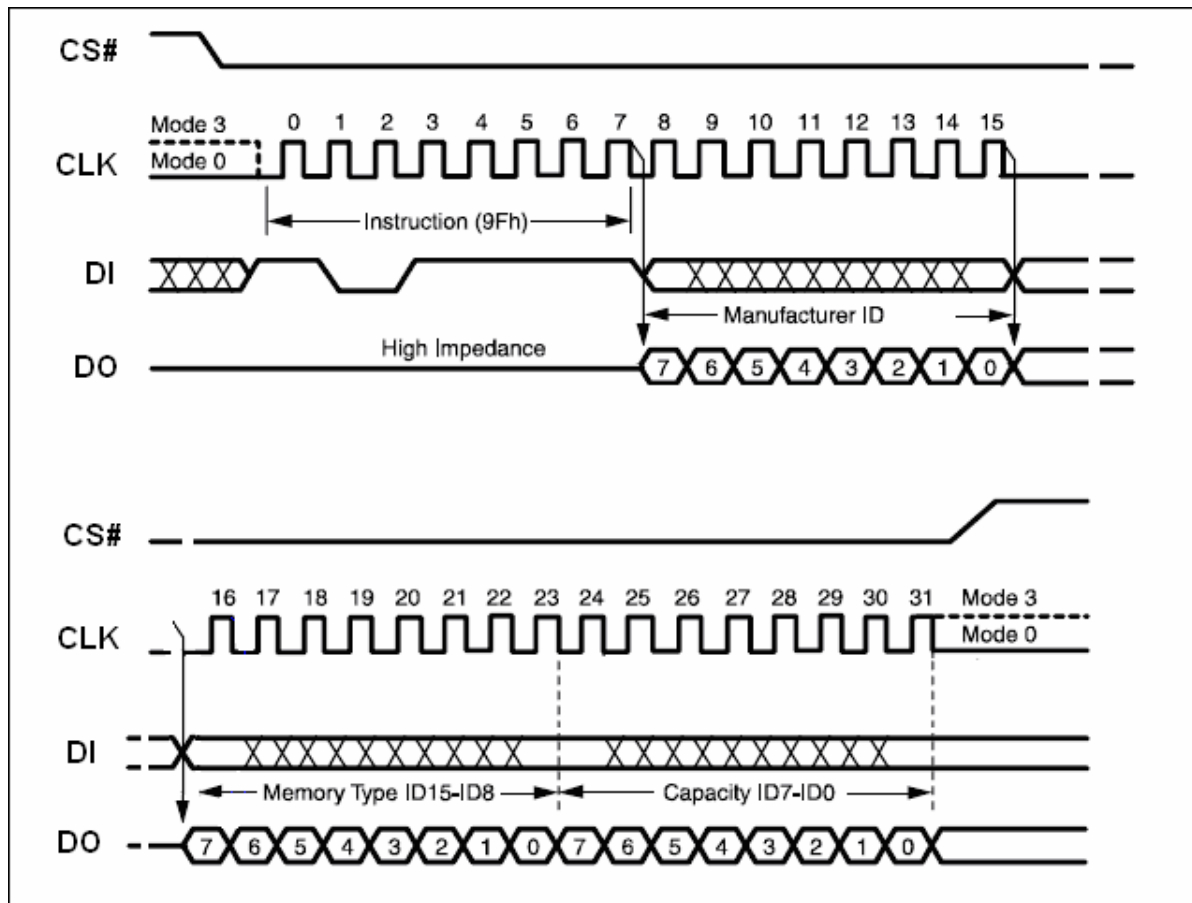 CS#
Mode 3
0 1 2 3 4 5 6 7 8 9 10 11 12 13 14 15
CLK
Mode 0
Instruction (9Fh)
DI
Manufacturer ID
High Impedance
DO
7 6 5 4 3 2 1 0
CS#
16 17 18 19 20 21 22 23 24 25 26 27 28 29 30 31
Mode 3
CLK
Mode 0
DI
Memory Type ID15-ID8
Capacity ID7-ID0
DO
7 6 5 4 3 2 1 0 7 6 5 4 3 2 1 0